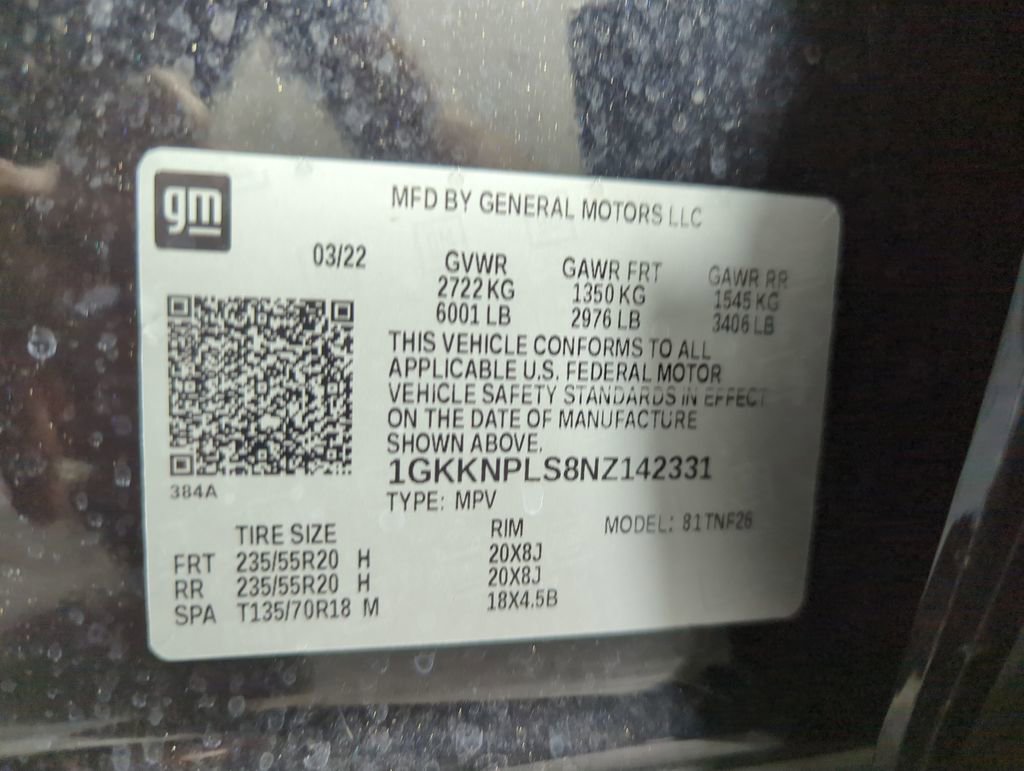 gm
MFD BY GENERAL MOTORS LLC
03/22
GVWR GAWR FRT GAWR RR
2722 KG 1350 KG 1545 KG
6001 LB 2976 LB 3406 LB
THIS VEHICLE CONFORMS TO ALL
APPLICABLE U.S. FEDERAL MOTOR
VEHICLE SAFETY STANDARDS IN EFFECT
ON THE DATE OF MANUFACTURE
SHOWN ABOVE.
1GKKNPLS8NZ142331
384A
TYPE: MPV
MODEL: 81TNF26
TIRE SIZE RIM
FRT 235/55R20 H 20X8J
RR 235/55R20 H 20X8J
SPA T135/70R18 M 18X4.5B